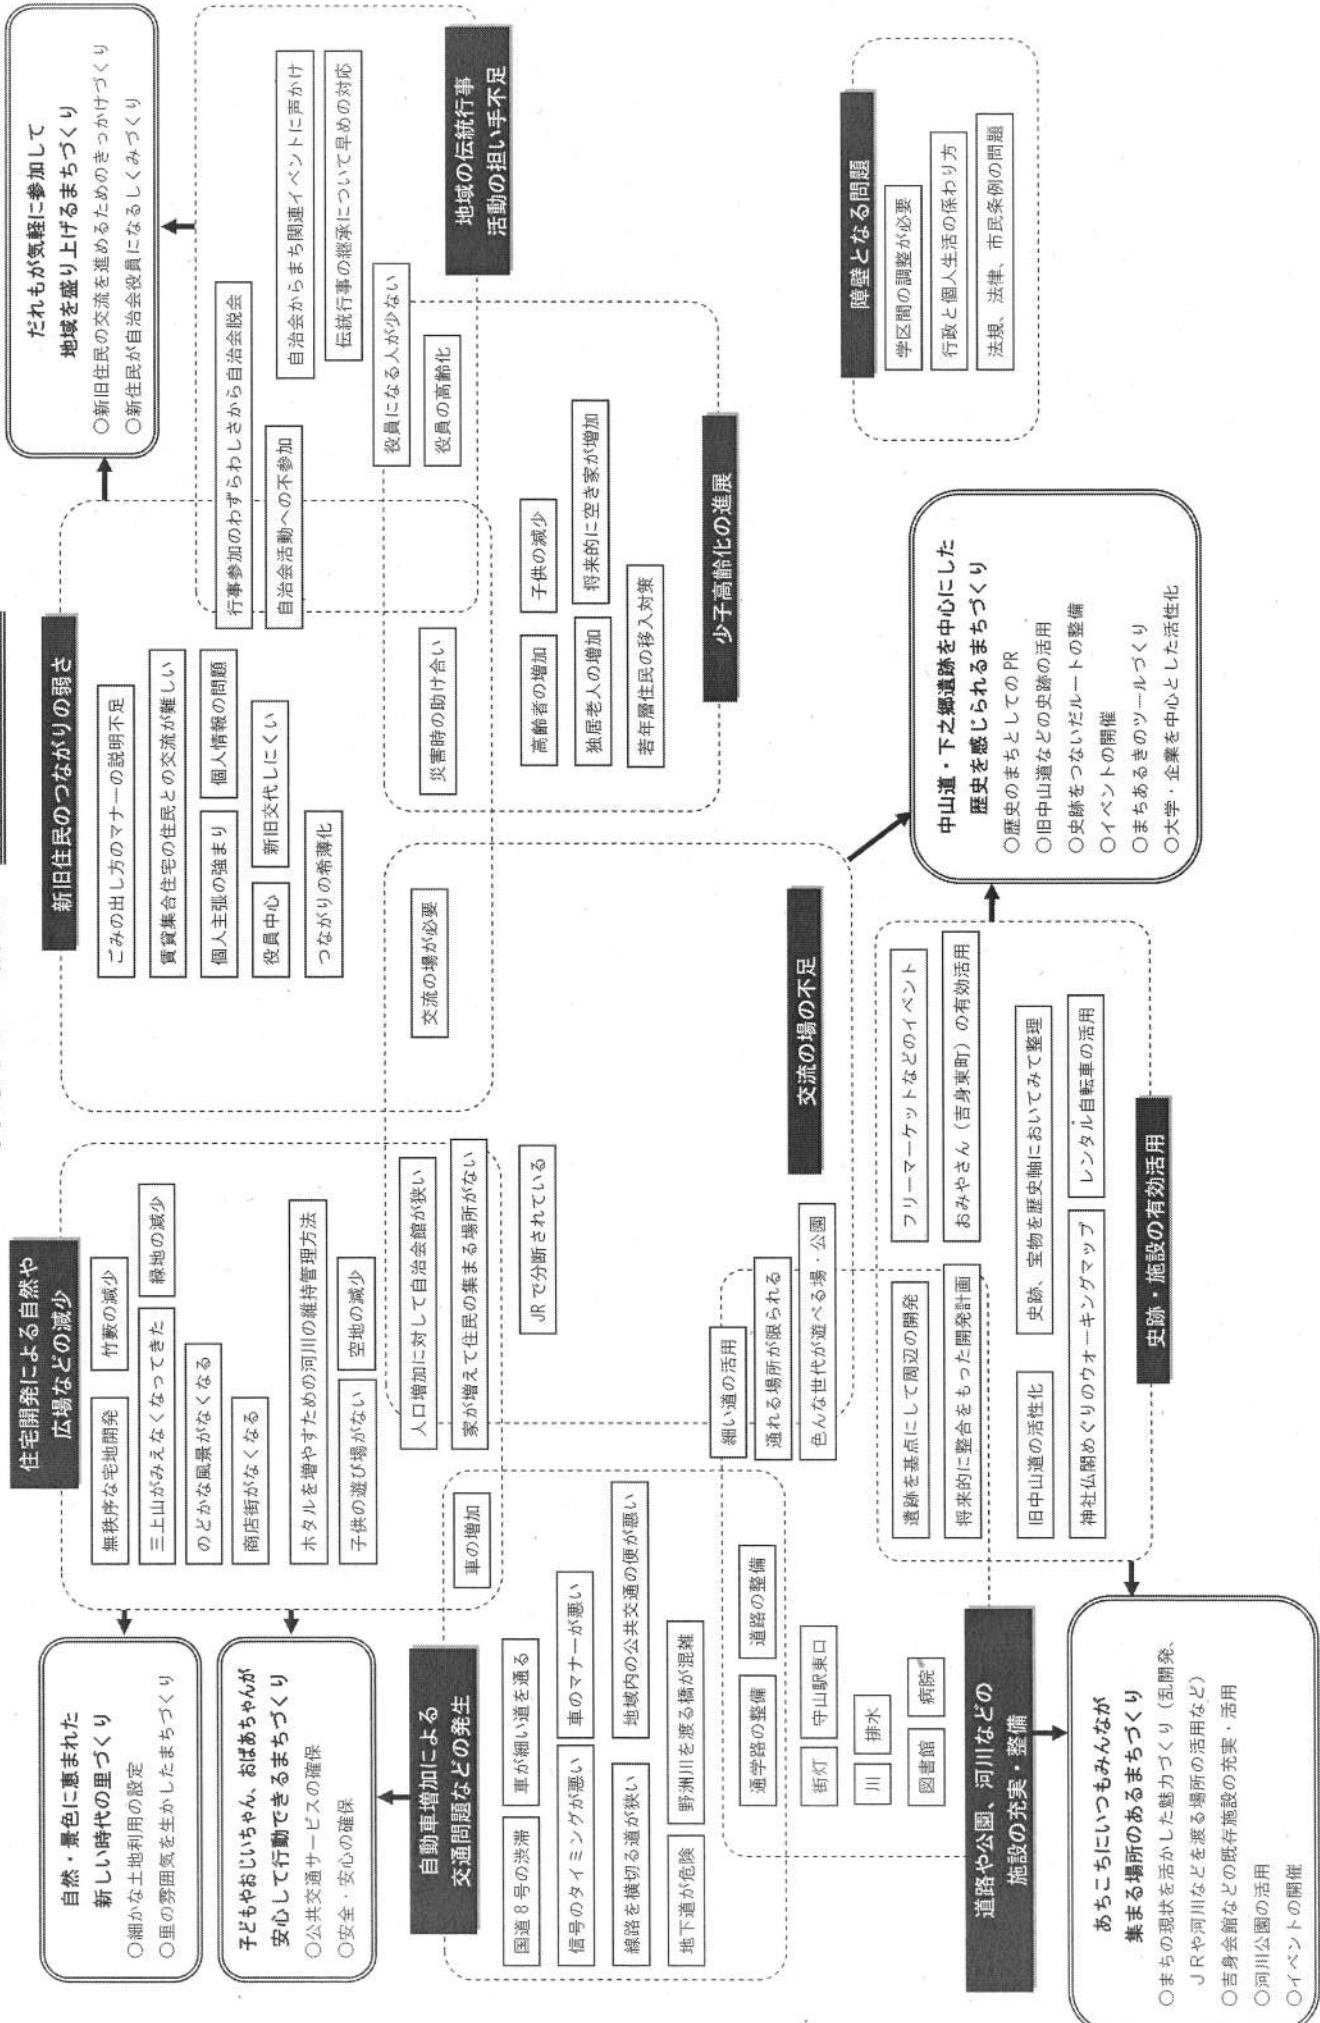 自然・景色に恵まれた
新しい時代の里づくり
○細かな土地利用の設定
○里の雰囲気を生かしたまちづくり
子どもやおじいちゃん、おばあちゃんが
安心して行動できるまちづくり
○公共交通サービスの確保
○安全・安心の確保
住宅開発による自然や
広場などの減少
無秩序な宅地開発
竹藪の減少
三上山がみえなくなってきた
緑地の減少
のどかな風景がなくなる
商店街がなくなる
ホタルを増やすための河川の維持管理方法
子供の遊び場がない
空地の減少
人口増加に対して自治会館が狭い
家が増えて住民の集まる場所がない
JRで分断されている
新旧住民のつながりの弱さ
ごみの出し方のマナーの説明不足
賃貸集合住宅の住民との交流が難しい
個人主張の強まり
個人情報の問題
役員中心
新旧交代しにくい
つながりの希薄化
交流の場が必要
災害時の助け合い
行事参加のわずらわしさから自治会脱会
自治会活動への不参加
だれもが気軽に参加して
地域を盛り上げるまちづくり
○新旧住民の交流を進めるためのきっかけづくり
○新住民が自治会役員になるしくみづくり
自治会からまち関連イベントに声かけ
伝統行事の継承について早めの対応
役員になる人が少ない
役員の高齢化
地域の伝統行事
活動の担い手不足
自動車増加による
交通問題などの発生
車の増加
国道8号の渋滞
車が細い道を通る
信号のタイミングが悪い
車のマナーが悪い
線路を横切る道が狭い
地域内の公共交通の便が悪い
地下道が危険
野洲川を渡る橋が混雑
通学路の整備
道路の整備
街灯
守山駅東口
川
排水
図書館
病院
道路や公園、河川などの
施設の充実・整備
細い道の活用
通れる場所が限られる
色んな世代が遊べる場・公園
交流の場の不足
高齢者の増加
子供の減少
独居老人の増加
将来的に空き家が増加
若年層住民の移入対策
少子高齢化の進展
障壁となる問題
学区間の調整が必要
行政と個人生活の係わり方
法規、法律、市民条例の問題
遺跡を基点にして周辺の開発
フリーマーケットなどのイベント
将来的に整合をもった開発計画
おみやさん（吉身東町）の有効活用
旧中山道の活性化
史跡、宝物を歴史軸においてみて整理
神社仏閣めぐりのウオーキングマップ
レンタル自転車の活用
史跡・施設の有効活用
中山道・下之郷遺跡を中心にした
歴史を感じられるまちづくり
○歴史のまちとしてのPR
○旧中山道などの史跡の活用
○史跡をつないだルートの整備
○イベントの開催
○まちあるきのツールづくり
○大学・企業を中心とした活性化
あちこちにいつもみんなが
集まる場所のあるまちづくり
○まちの現状を活かした魅力づくり（乱開発、
ＪＲや河川などを渡る場所の活用など）
○吉身会館などの既存施設の充実・活用
○河川公園の活用
○イベントの開催